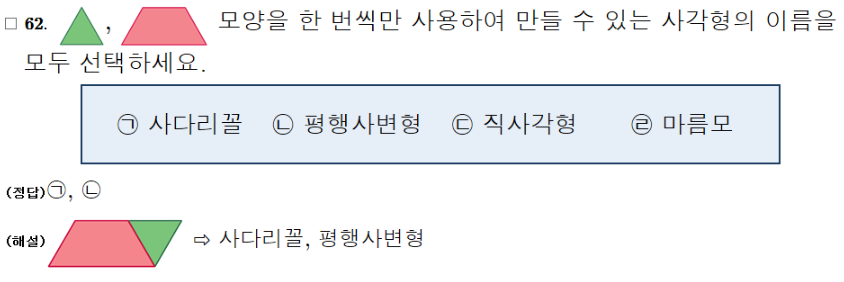 □ 62. , 모양을 한 번씩만 사용하여 만들 수 있는 사각형의 이름을
모두 선택하세요.
㉠ 사다리꼴 ㉡ 평행사변형 ㉢ 직사각형 ㉣ 마름모
(정답)㉠, ㉡
(해설) ⇨ 사다리꼴, 평행사변형